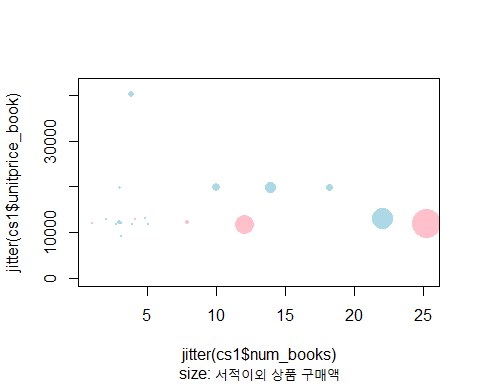 jitter(cs1$unitprice_book)
30000
10000
0
5
10
15
20
25
jitter(cs1$num_books)
size: 서적이외 상품 구매액